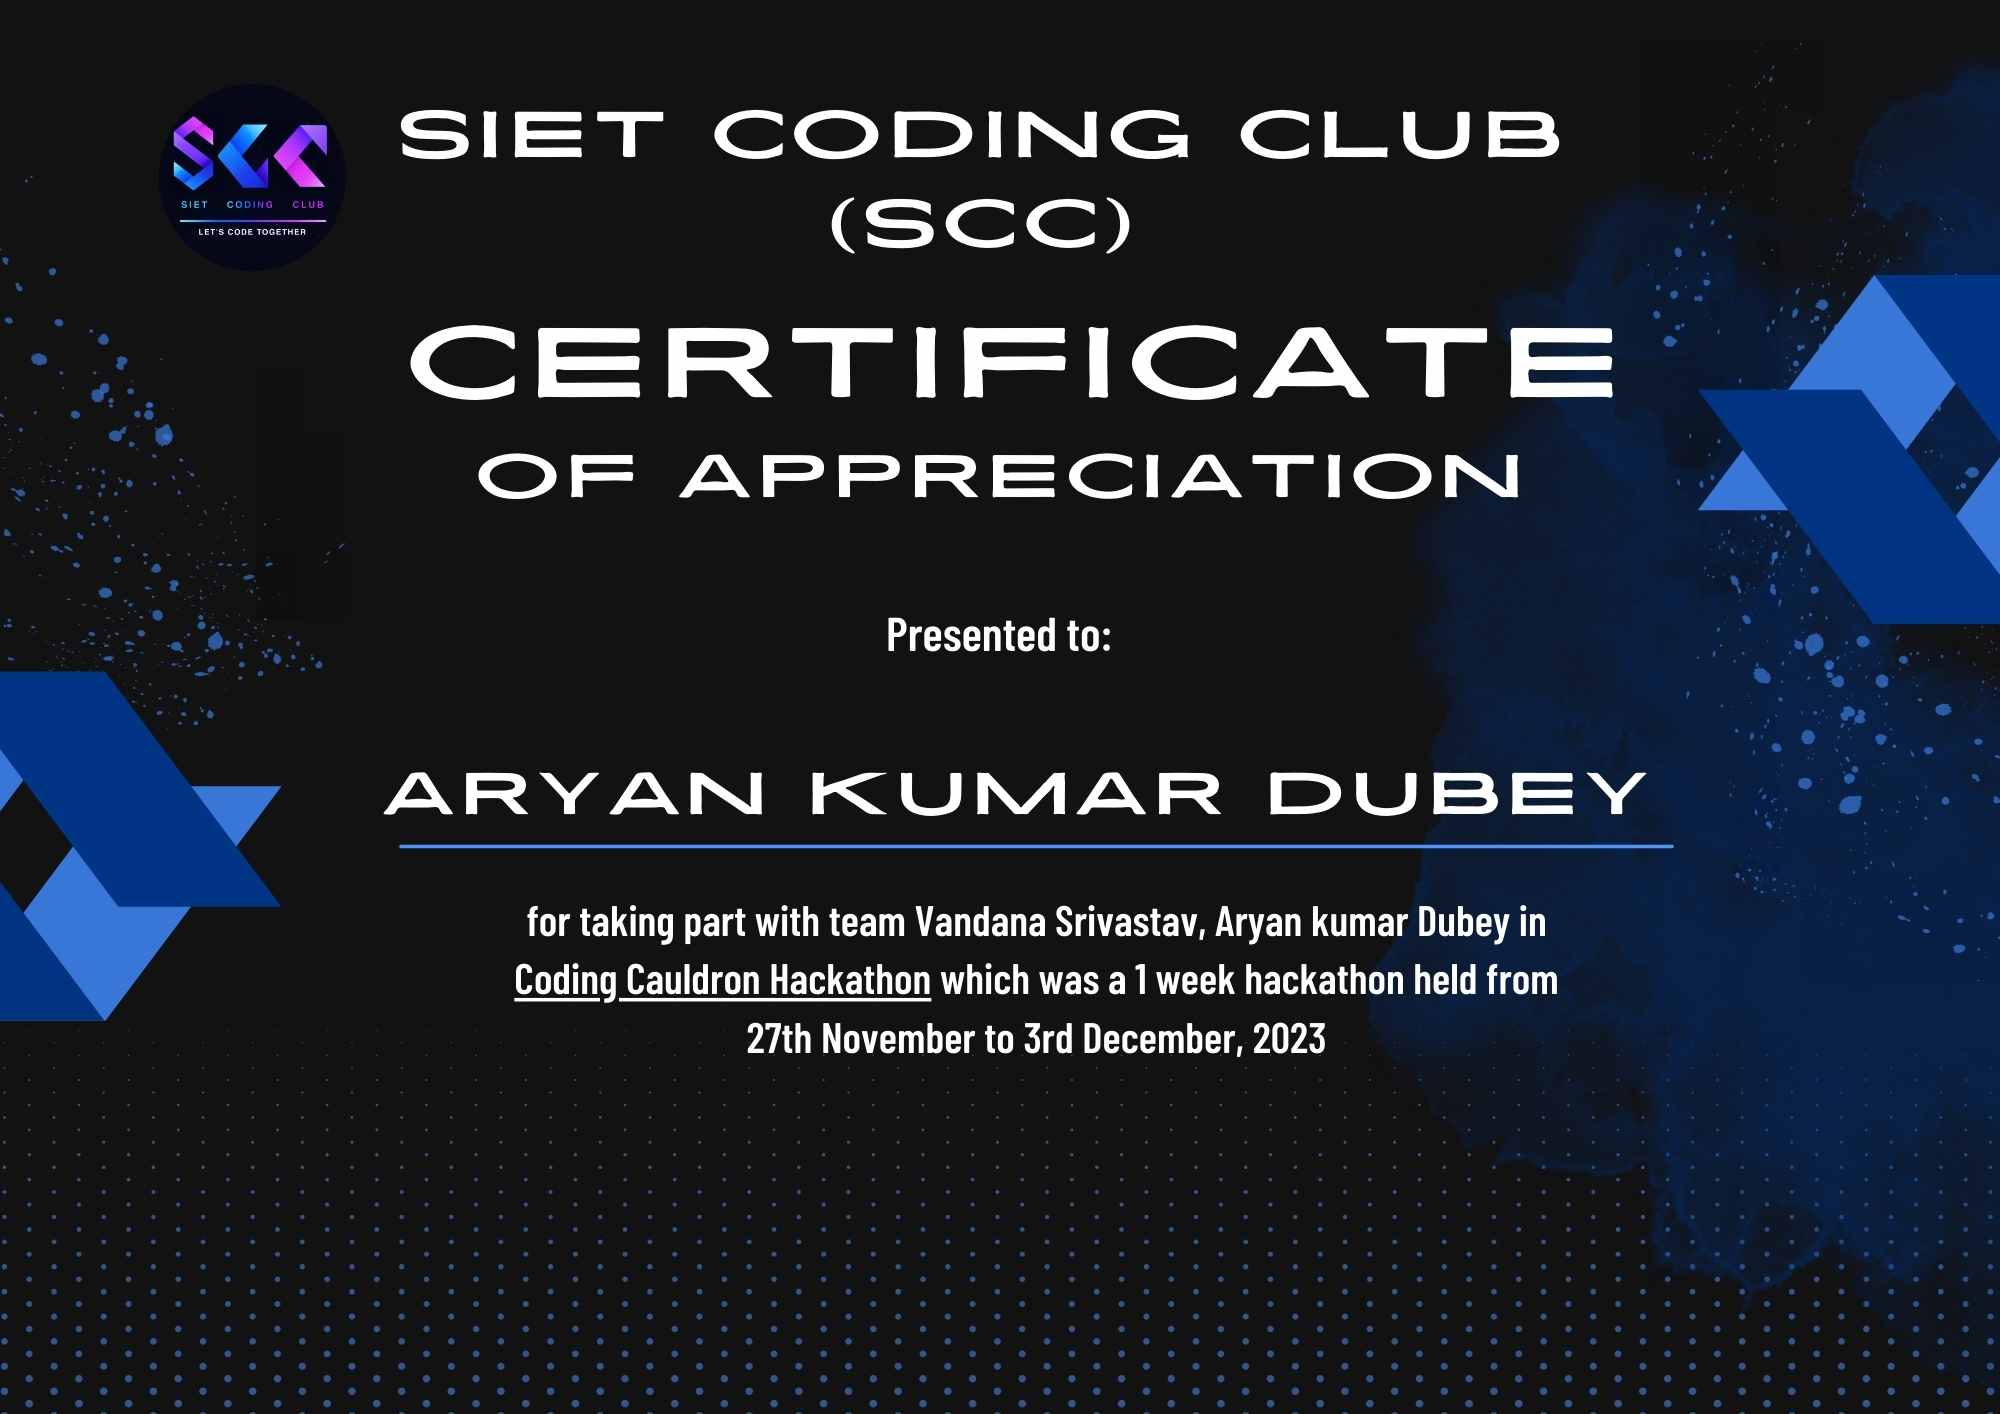 SCC
SIET CODING CLUB
LET'S CODE TOGETHER
SIET CODING CLUB
(SCC)
CERTIFICATE
OF APPRECIATION
Presented to:
ARYAN KUMAR DUBEY
for taking part with team Vandana Srivastav, Aryan kumar Dubey in
Coding Cauldron Hackathon which was a 1 week hackathon held from
27th November to 3rd December, 2023